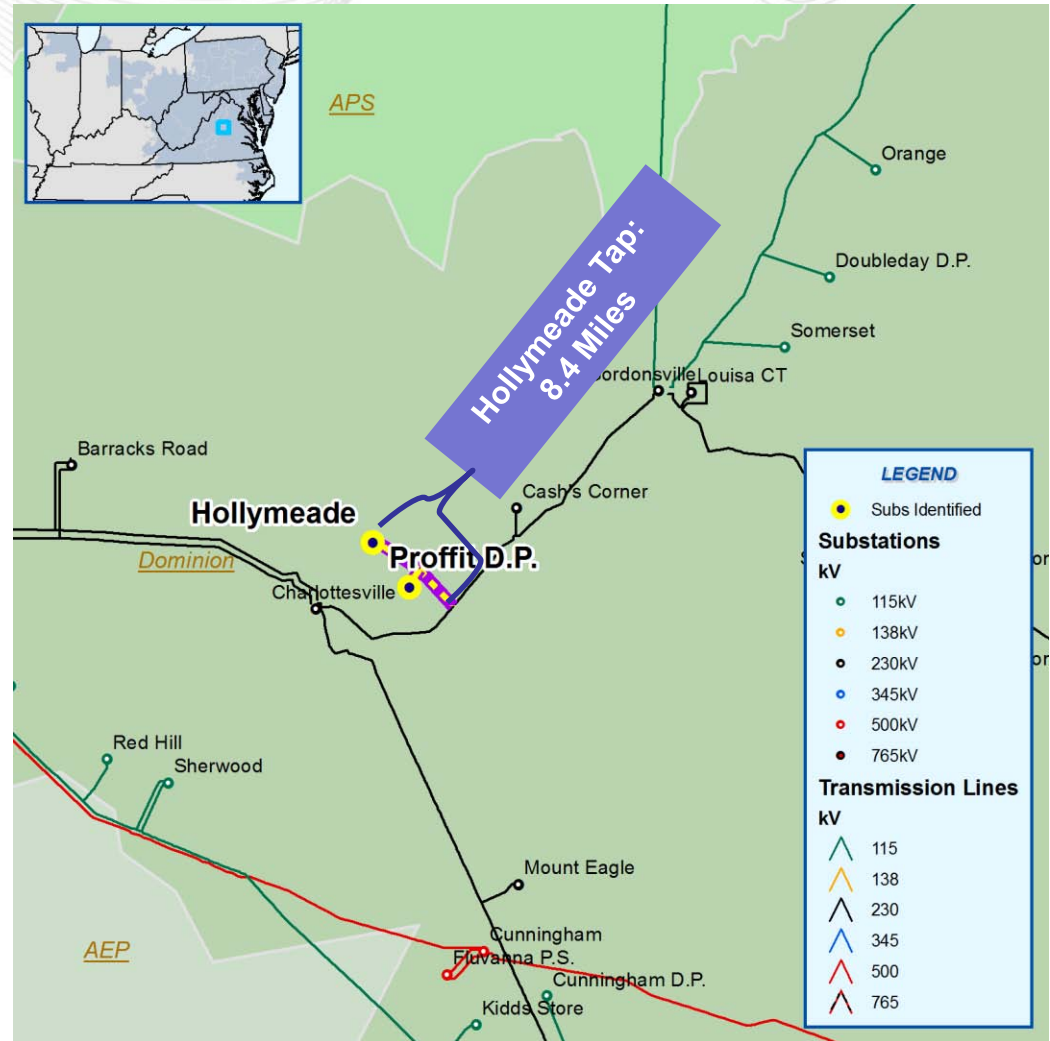 APS
Orange
Doubleday D.P.
Somerset
Hollymeade Tap:
8.4 Miles
Louisa CT
Barracks Road
Cash's Corner
Hollymeade
Proffit D.P.
Dominion
Charlottesville
Red Hill
Sherwood
Mount Eagle
AEP
Cunningham
Fluvanna P.S.
Cunningham D.P.
Kidds Store
LEGEND
Subs Identified
Substations
kV
115kV
138kV
230kV
345kV
500kV
765kV
Transmission Lines
kV
115
138
230
345
500
765